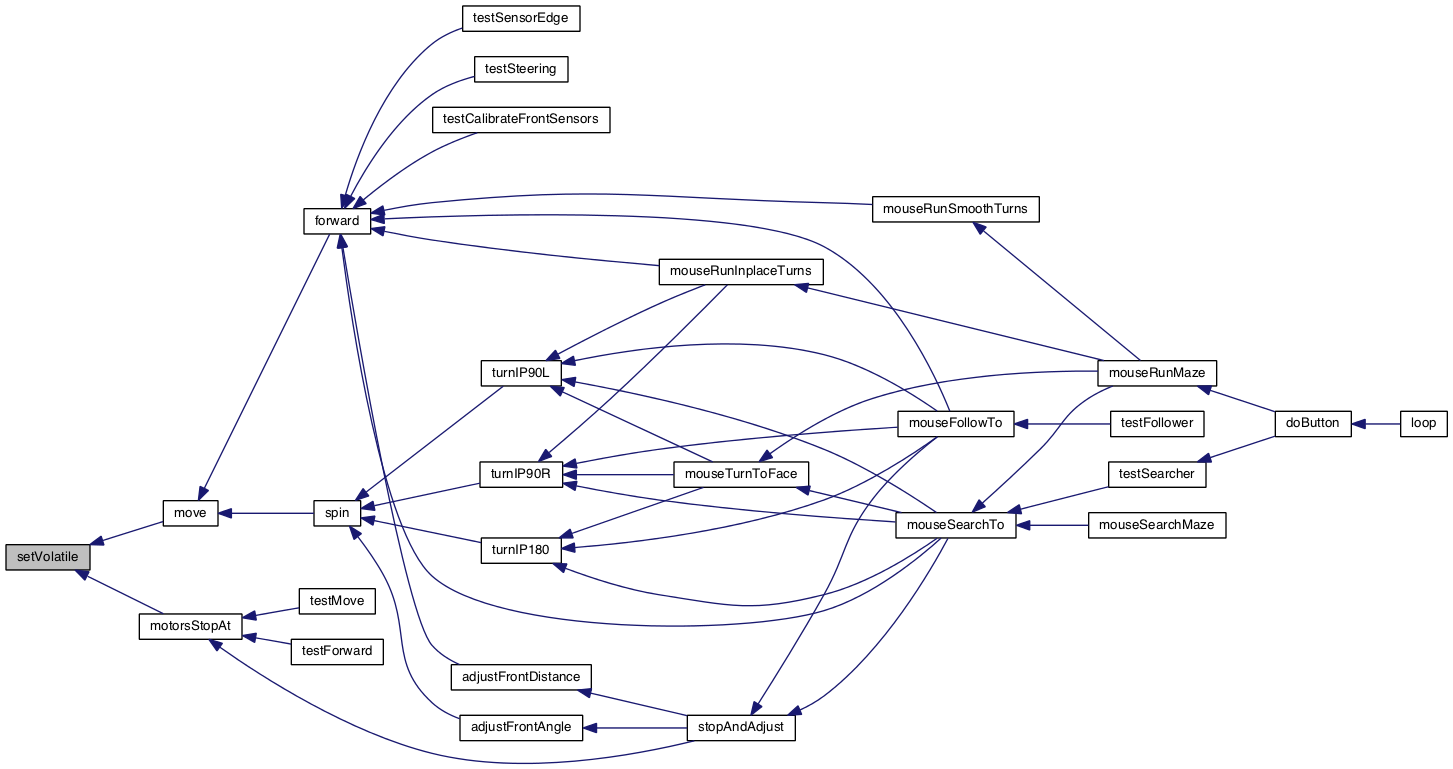 testSensorEdge
testSteering
testCalibrateFrontSensors
mouseRunSmoothTurns
forward
mouseRunInplaceTurns
turnIP90L
mouseRunMaze
mouseFollowTo
testFollower
doButton
loop
turnIP90R
mouseTurnToFace
testSearcher
move
spin
mouseSearchTo
mouseSearchMaze
setVolatile
turnIP180
testMove
motorsStopAt
testForward
adjustFrontDistance
adjustFrontAngle
stopAndAdjust